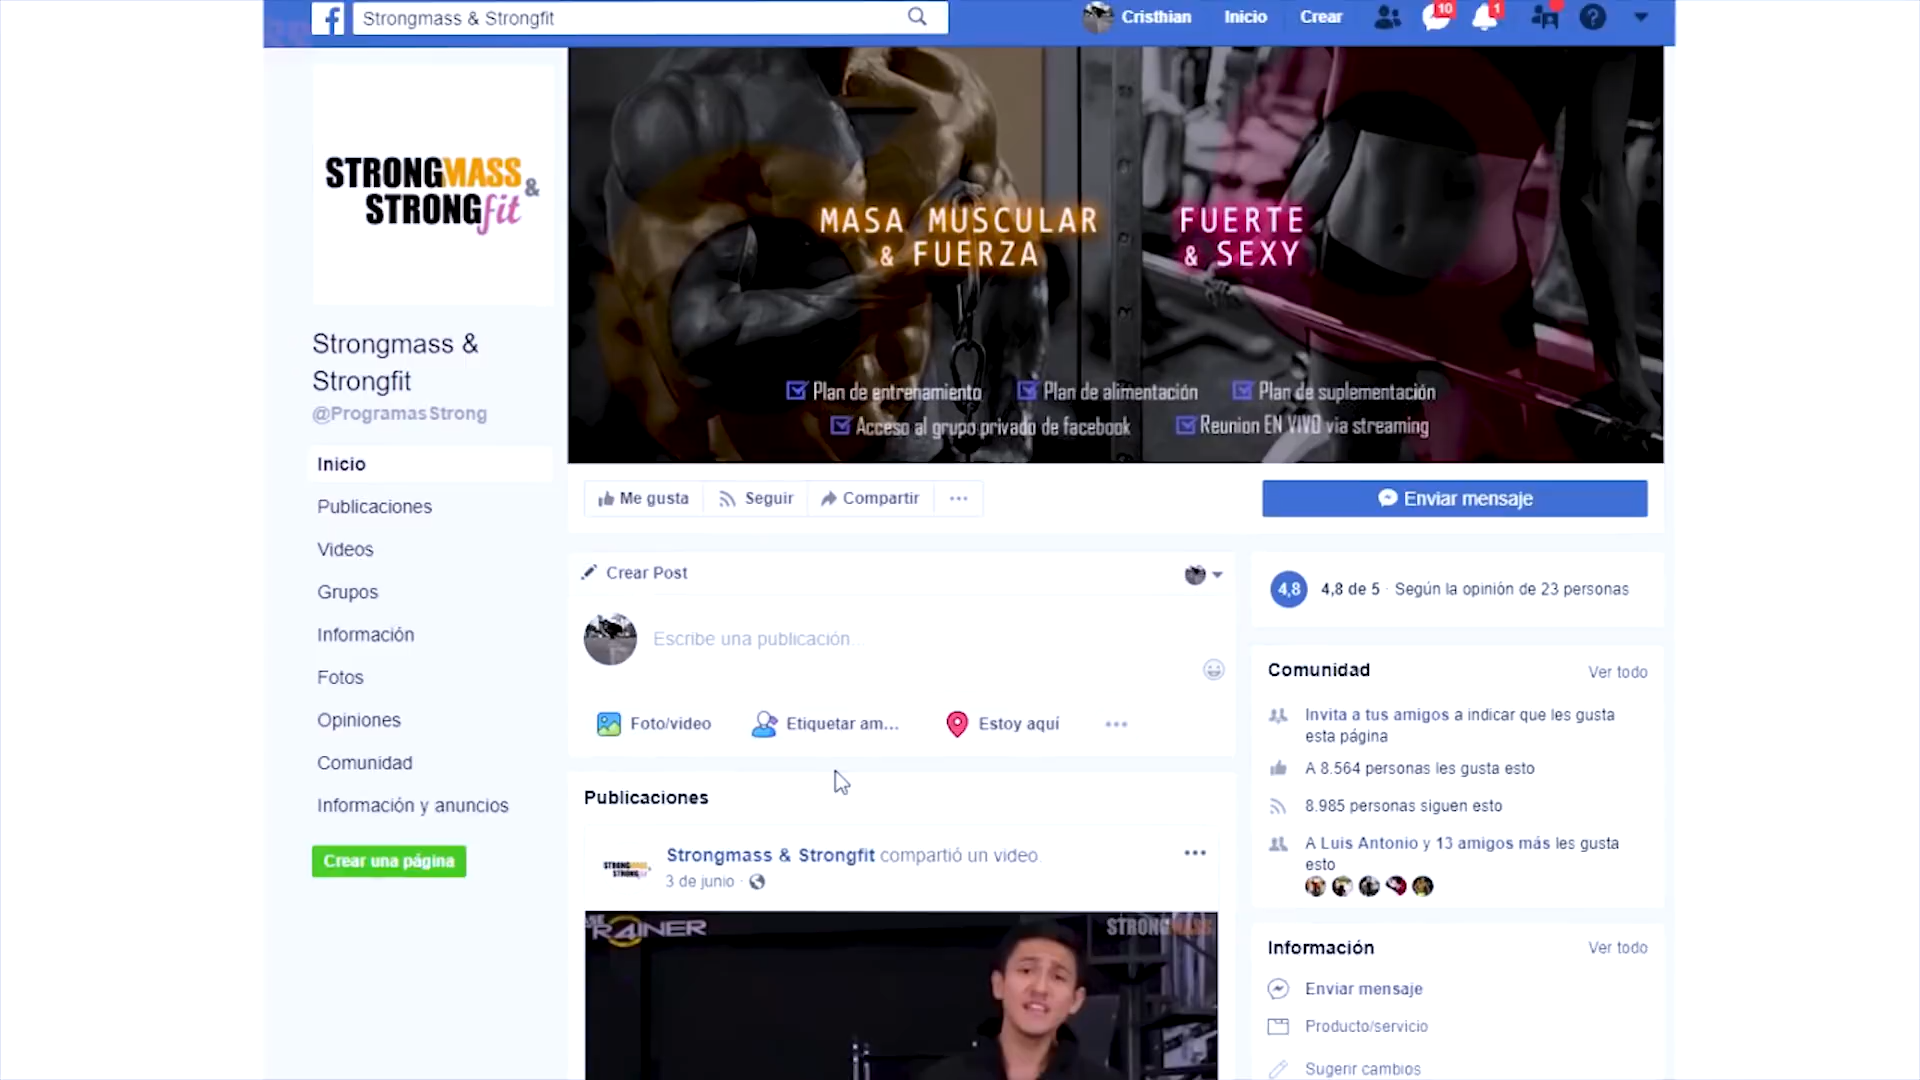 Strongmass & Strongfit
Cristhian
Inicio
Crear
10
1
STRONGMASS
&
STRONGfit
MASA MUSCULAR
& FUERZA
FUERTE
& SEXY
Plan de entrenamiento
Plan de alimentación
Plan de suplementación
Acceso al grupo privado de facebook
Reunion EN VIVO via streaming
Strongmass &
Strongfit
@ProgramasStrong
Inicio
Publicaciones
Videos
Grupos
Información
Fotos
Opiniones
Comunidad
Información y anuncios
Crear una página
Me gusta
Seguir
Compartir
Enviar mensaje
Crear Post
Escribe una publicación...
Foto/video
Etiquetar am...
Estoy aquí
Publicaciones
Strongmass & Strongfit compartió un video.
3 de junio ·
RAINER
STRONGMASS
4,8
4,8 de 5 · Según la opinión de 23 personas
Comunidad
Ver todo
Invita a tus amigos a indicar que les gusta
esta página
A 8.564 personas les gusta esto
8.985 personas siguen esto
A Luis Antonio y 13 amigos más les gusta
esto
Información
Ver todo
Enviar mensaje
Producto/servicio
Sugerir cambios